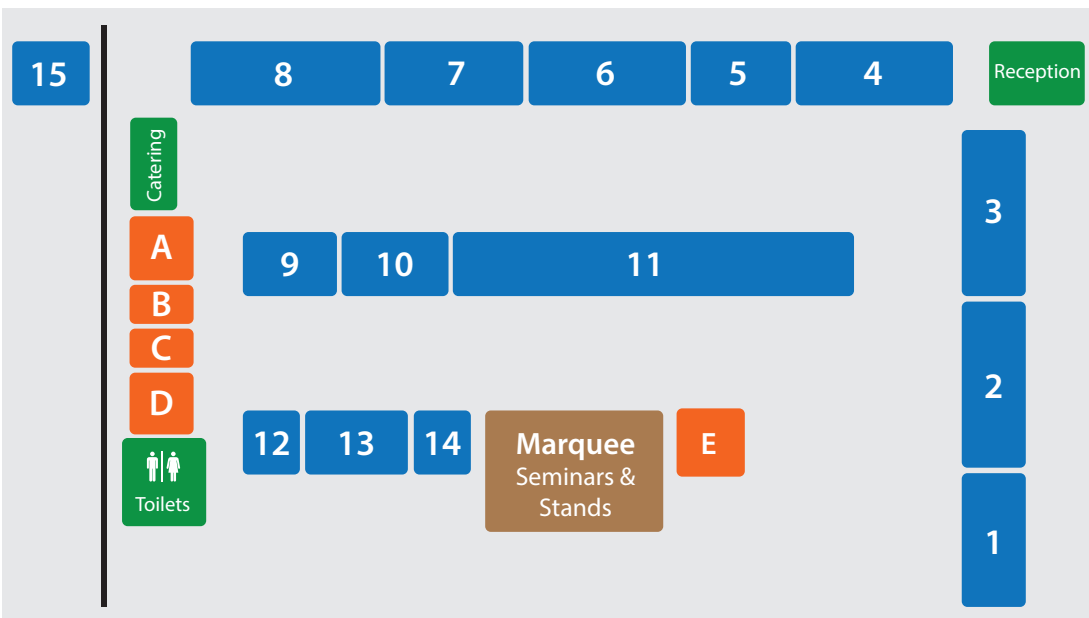 15
8
7
6
5
4
Reception
Catering
3
A
9
10
11
B
C
2
D
12
13
14
Marquee
Seminars &
Stands
E
Toilets
1